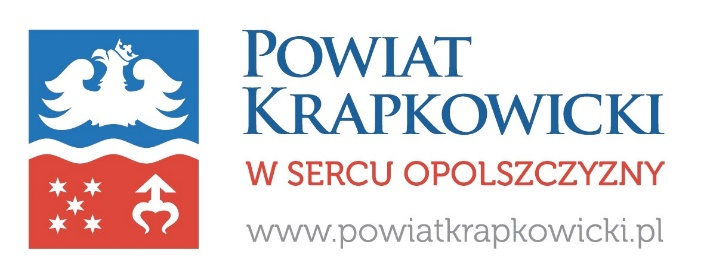 POWIAT
KRAPKOWICKI
W SERCU OPOLSZCZYZNY
www.powiatkrapkowicki.pl